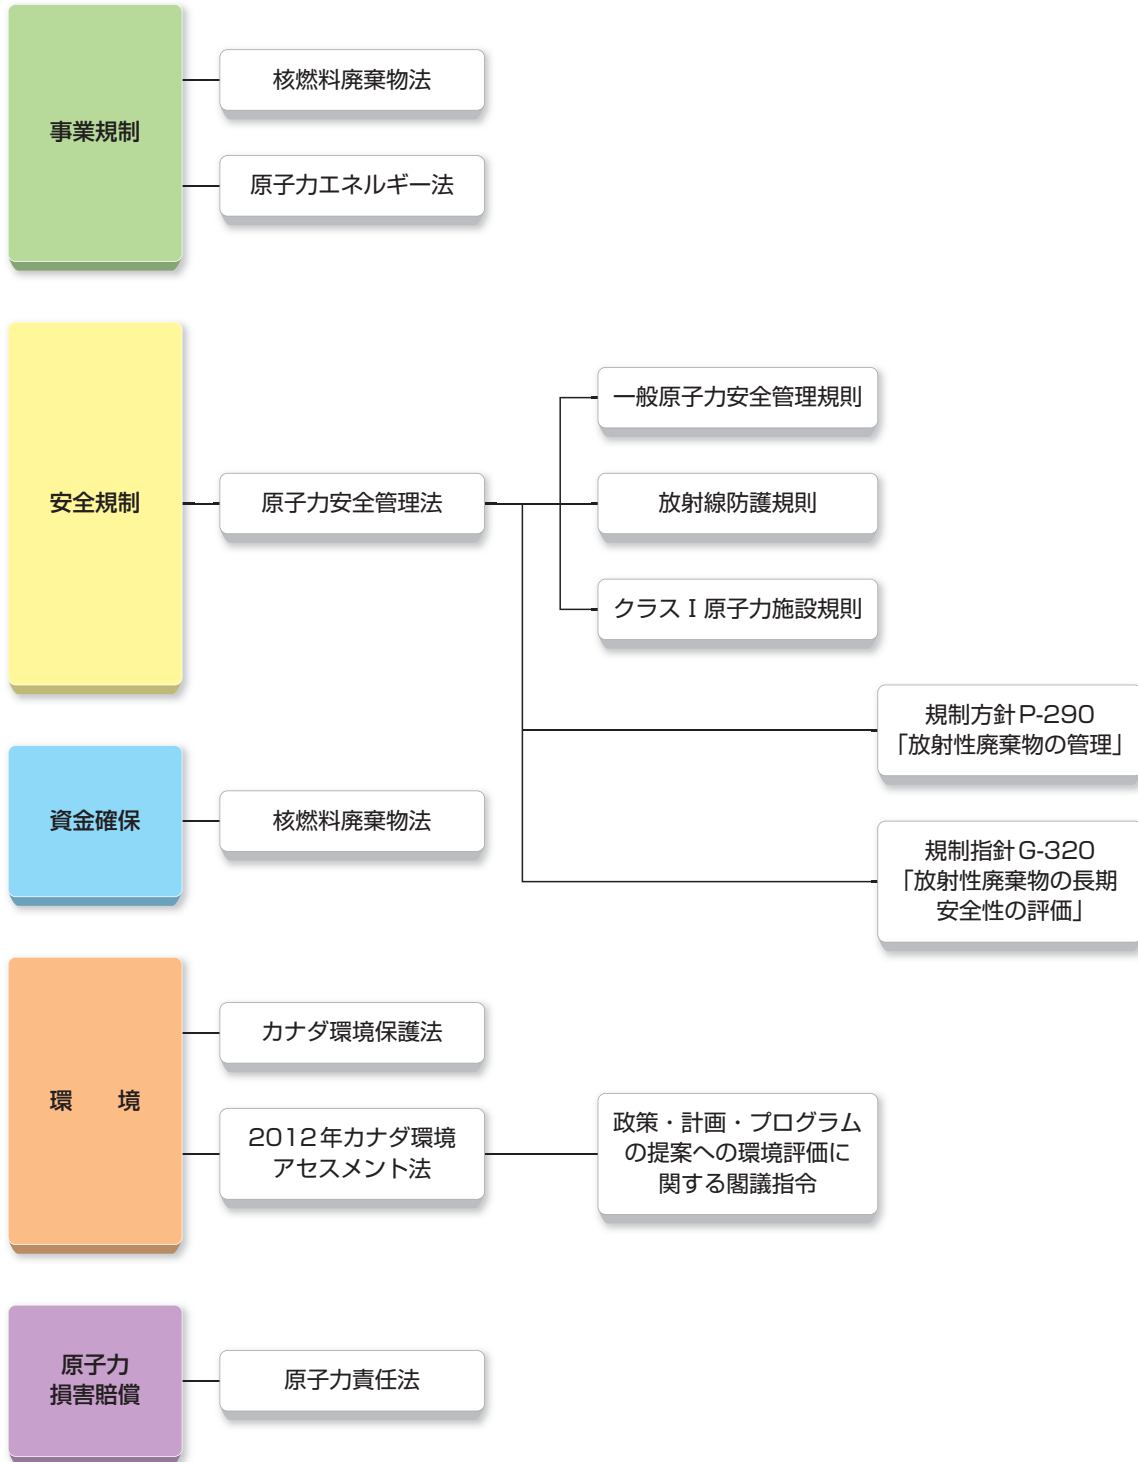 事業規制
核燃料廃棄物法
原子力エネルギー法
安全規制
原子力安全管理法
一般原子力安全管理規則
放射線防護規則
クラスⅠ原子力施設規則
規制方針P-290
「放射性廃棄物の管理」
規制指針G-320
「放射性廃棄物の長期
安全性の評価」
資金確保
核燃料廃棄物法
環　　境
カナダ環境保護法
2012年カナダ環境
アセスメント法
政策・計画・プログラム
の提案への環境評価に
関する閣議指令
原子力
損害賠償
原子力責任法